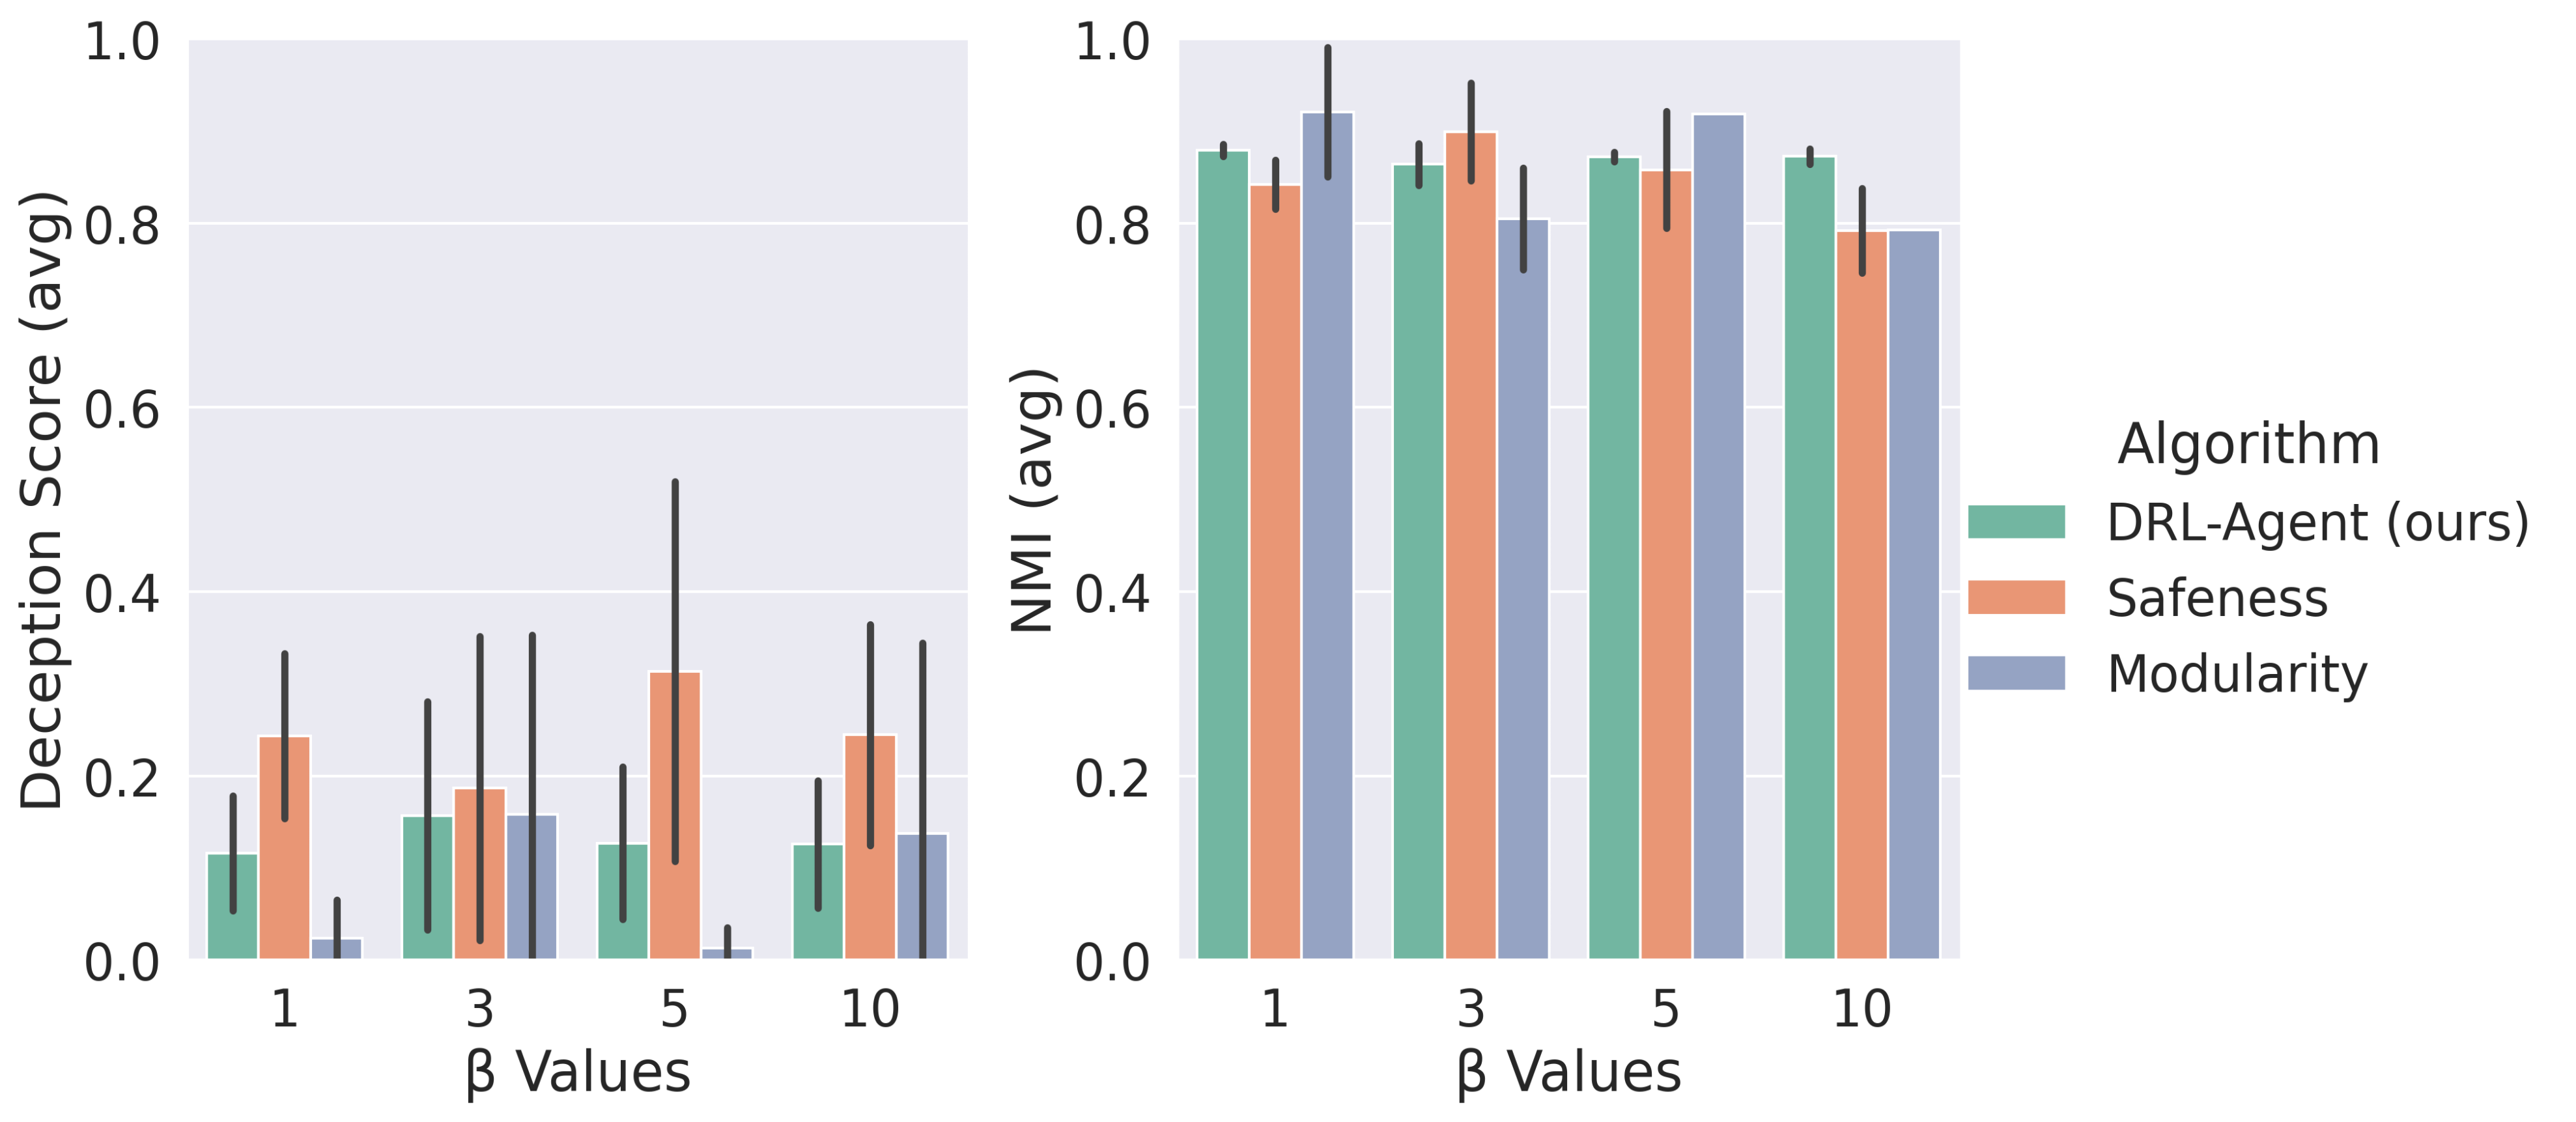 Deception Score (avg)
1.0
0.8
0.6
0.4
0.2
0.0
1 3 5 10
β Values
NMI (avg)
1.0
0.8
0.6
0.4
0.2
0.0
1 3 5 10
β Values
Algorithm
DRL-Agent (ours)
Safeness
Modularity